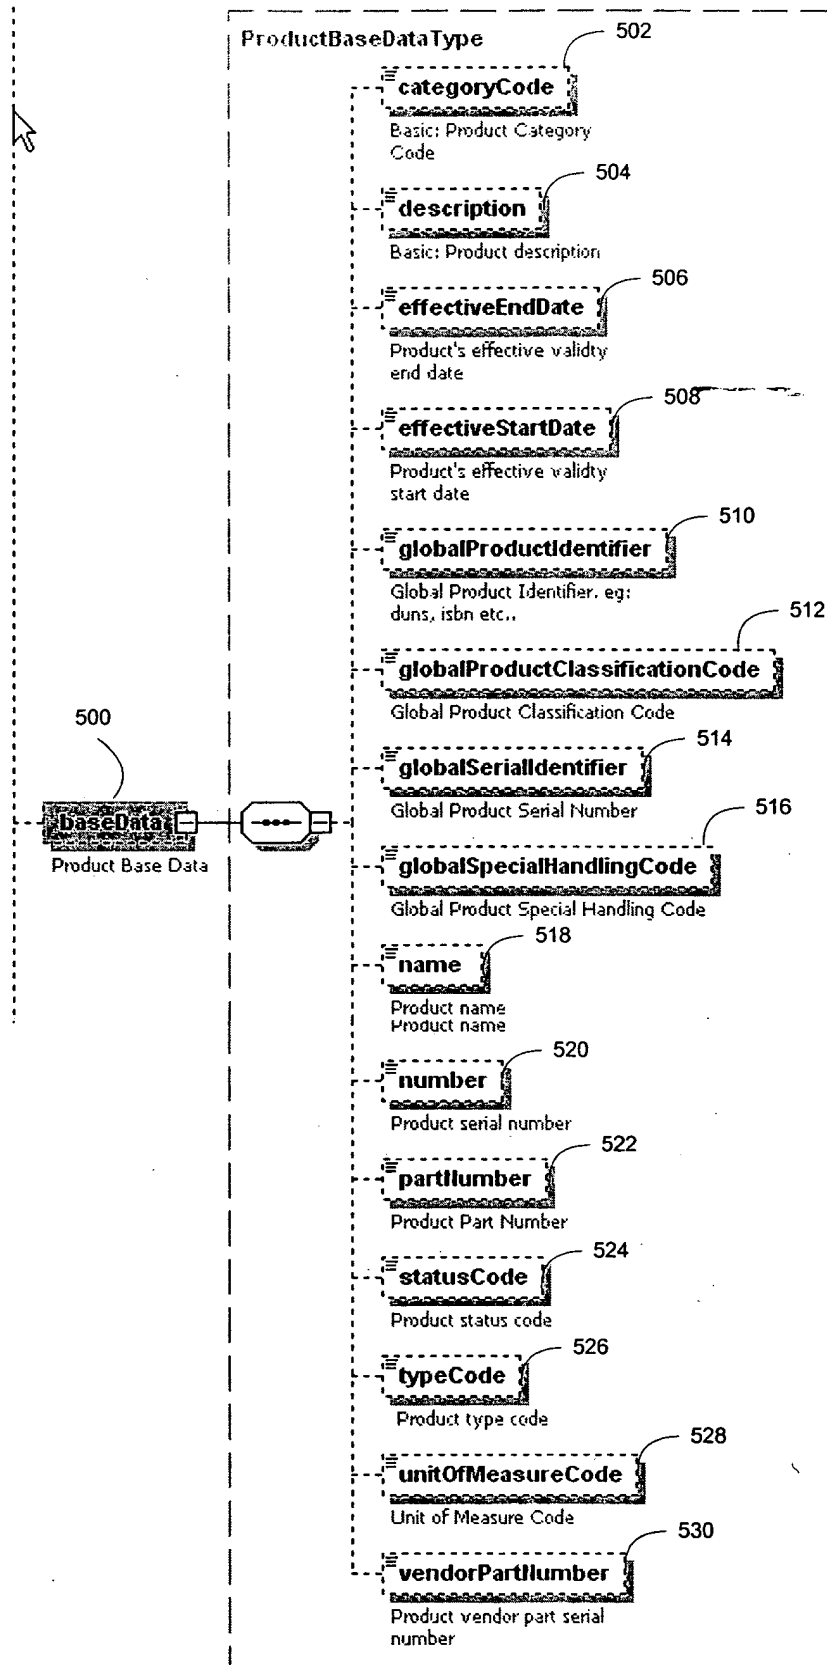 ProductBaseDataType
502
categoryCode
Basic: Product Category
Code
504
description
Basic: Product description
506
effectiveEndDate
Product's effective validty
end date
508
effectiveStartDate
Product's effective validty
start date
510
globalProductIdentifier
Global Product Identifier. eg:
duns, isbn etc..
512
globalProductClassificationCode
Global Product Classification Code
500
baseData
Product Base Data
514
globalSerialIdentifier
Global Product Serial Number
516
globalSpecialHandlingCode
Global Product Special Handling Code
518
name
Product name
Product name
520
number
Product serial number
522
partNumber
Product Part Number
524
statusCode
Product status code
526
typeCode
Product type code
528
unitOfMeasureCode
Unit of Measure Code
530
vendorPartNumber
Product vendor part serial
number